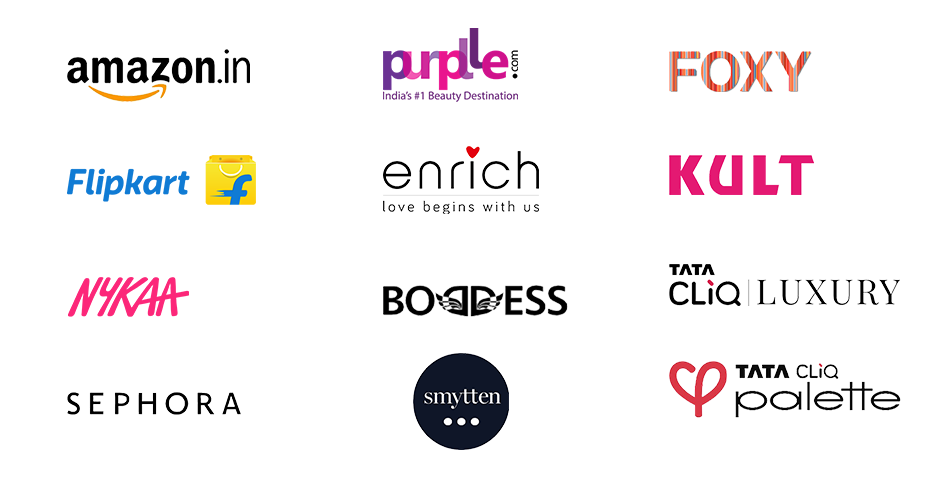 amazon.in
purplle.com
India's #1 Beauty Destination
FOXY
Flipkart
enrich
love begins with us
KULT
NYKAA
BODDESS
TATA
CLiQ LUXURY
SEPHORA
smytten
TATA CLiQ
palette